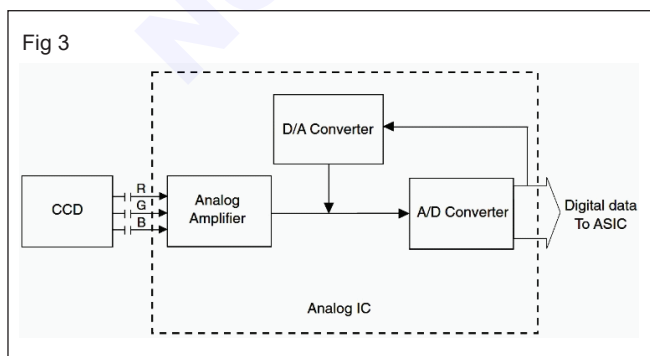 Fig 3
D/A Converter
CCD
R
G
B
Analog
Amplifier
A/D Converter
Digital data
To ASIC
Analog IC